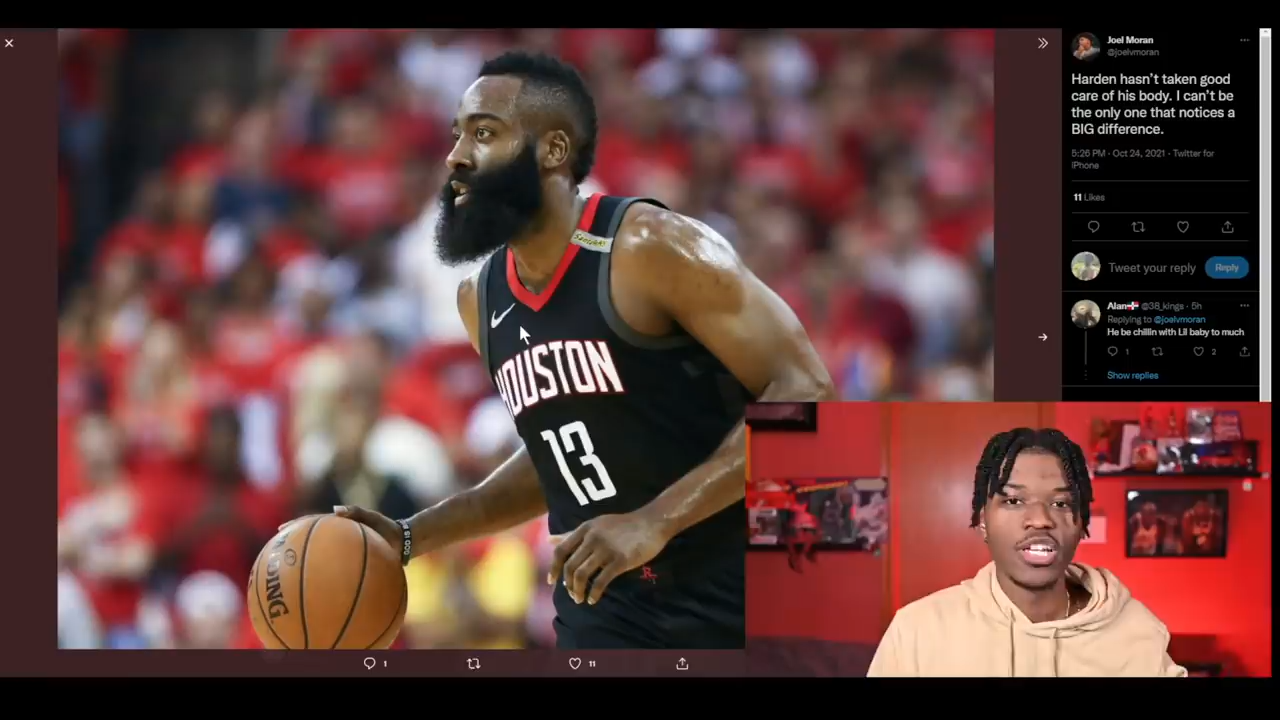 Joel Moran
@joelvmoran
Harden hasn't taken good
care of his body. I can't be
the only one that notices a
BIG difference.
5:26 PM · Oct 24, 2021 · Twitter for
iPhone
11 Likes
Tweet your reply
Reply
Alan @38_kings · 5h
Replying to @joelvmoran
He be chillin with Lil baby to much
1
2
Show replies
HOUSTON
13
SPALDING
1
11